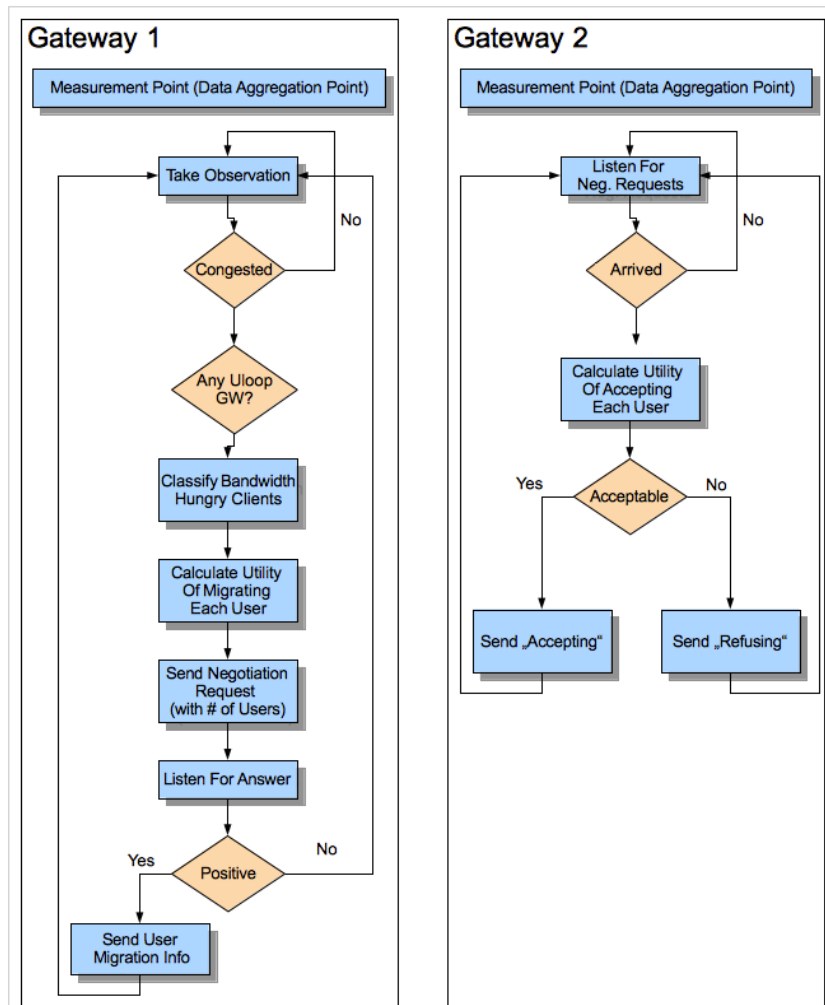 Gateway 1
Measurement Point (Data Aggregation Point)
Take Observation
No
Congested
Any Uloop
GW?
Classify Bandwidth
Hungry Clients
Calculate Utility
Of Migrating
Each User
Send Negotiation
Request
(with # of Users)
Listen For Answer
Yes
No
Positive
Send User
Migration Info
Gateway 2
Measurement Point (Data Aggregation Point)
Listen For
Neg. Requests
No
Arrived
Calculate Utility
Of Accepting
Each User
Yes
No
Acceptable
Send „Accepting“
Send „Refusing“